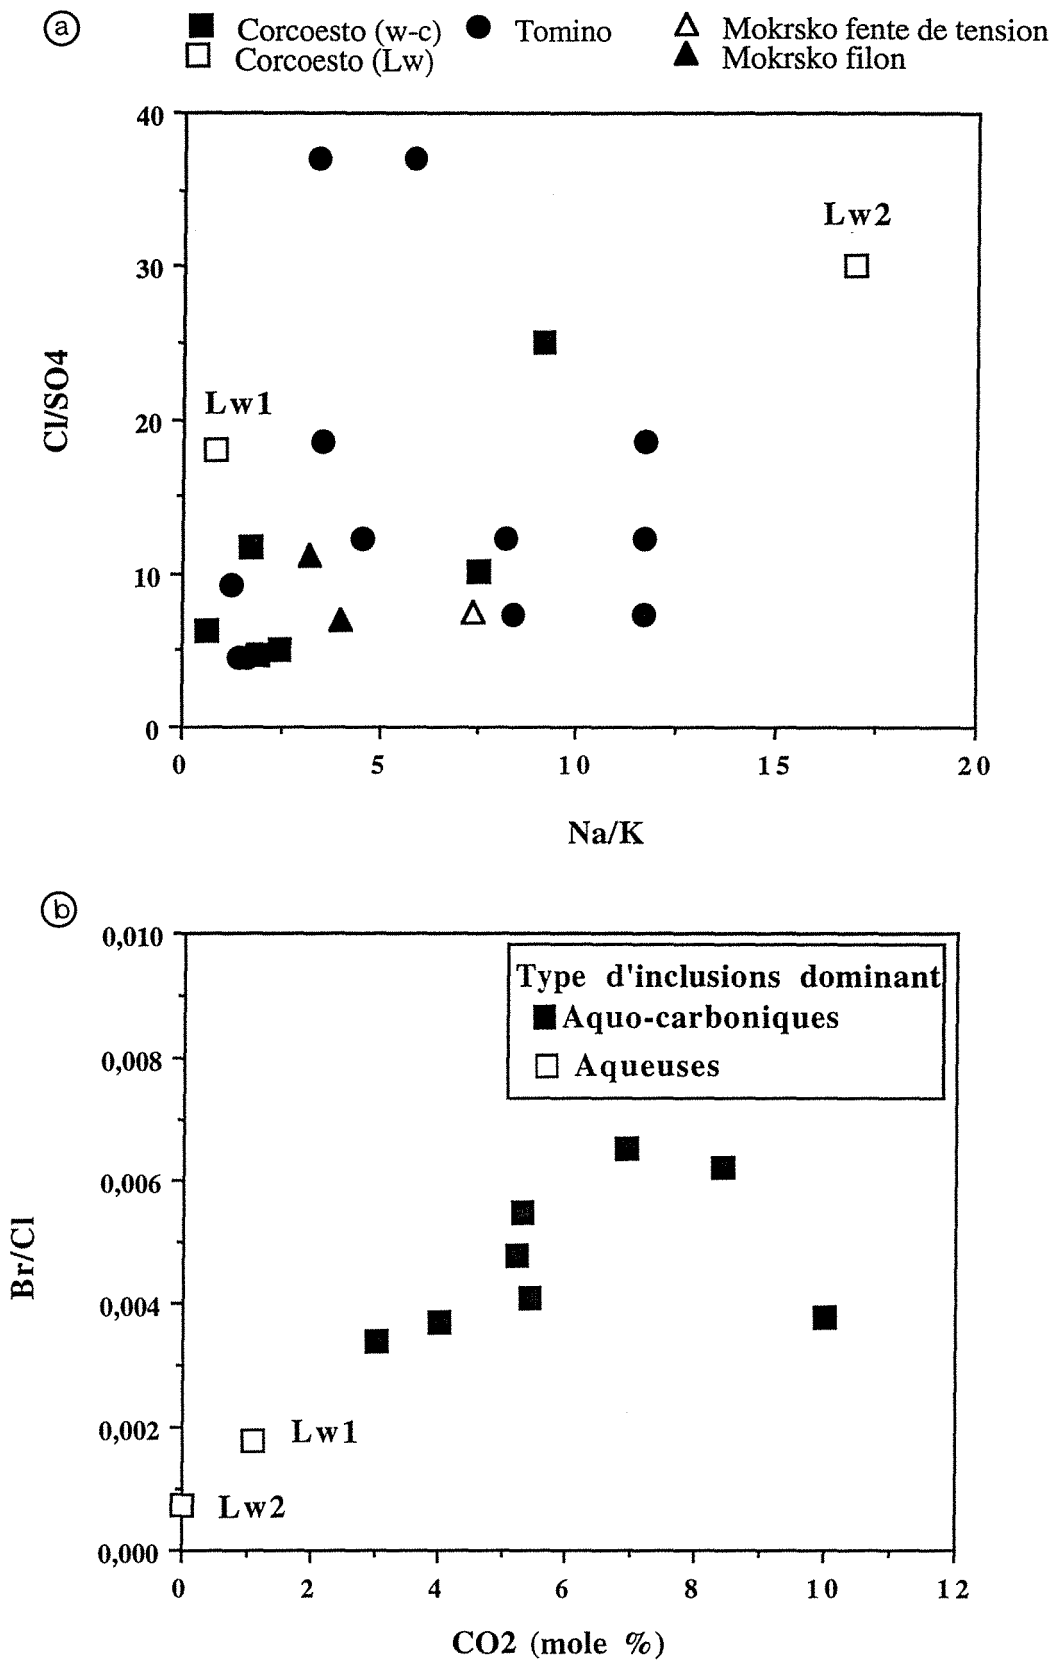 a
Corcoesto (w-c)
Tomino
Mokrsko fente de tension
Corcoesto (Lw)
Mokrsko filon
40
30
20
10
0
Cl/SO4
Lw2
Lw1
0 5 10 15 20
Na/K
b
0,010
0,008
0,006
0,004
0,002
0,000
Br/Cl
Type d'inclusions dominant
Aquo-carboniques
Aqueuses
Lw1
Lw2
0 2 4 6 8 10 12
CO2 (mole %)